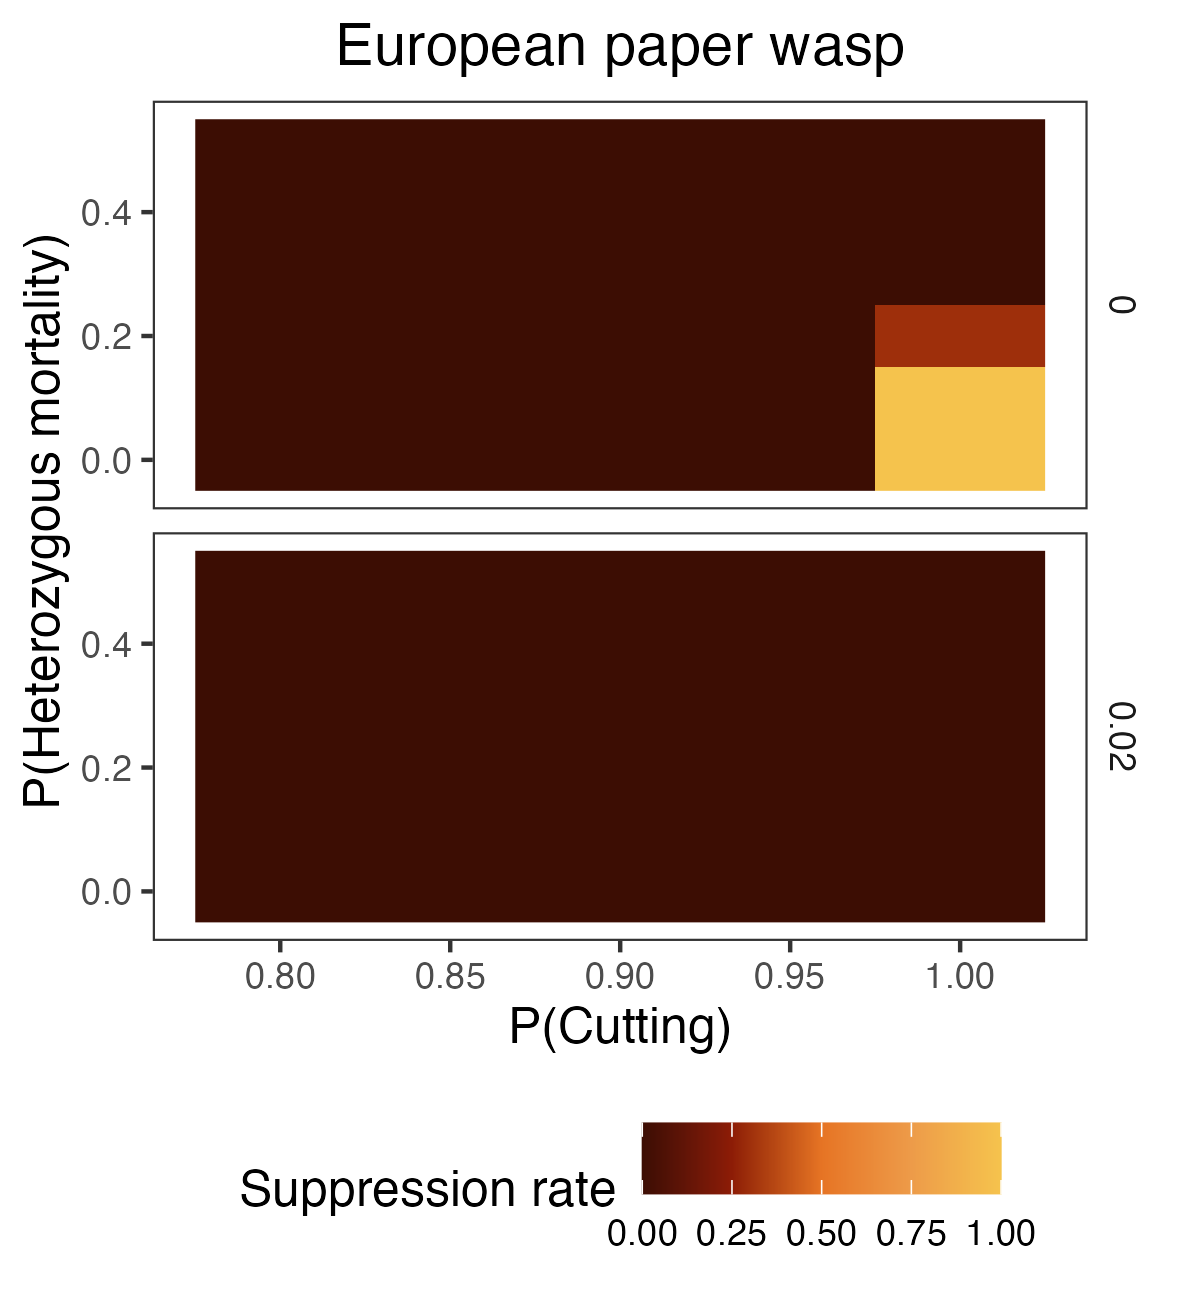 European paper wasp
P(Heterozygous mortality)
0.4
0.2
0.0
0
0.4
0.2
0.0
0.02
0.80 0.85 0.90 0.95 1.00
P(Cutting)
Suppression rate
0.00 0.25 0.50 0.75 1.00